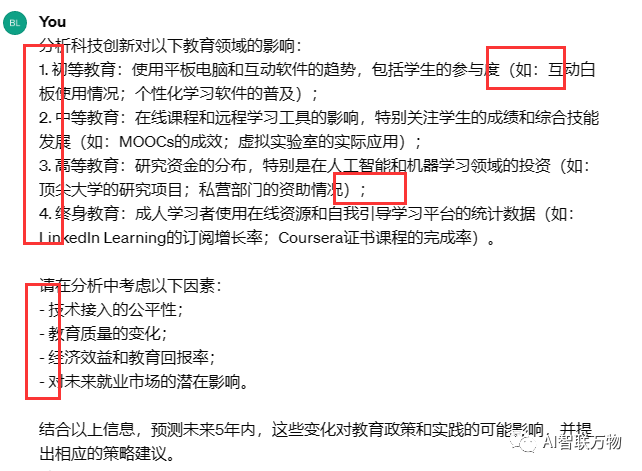 BL
You
分析科技创新对以下教育领域的影响：
1. 初等教育：使用平板电脑和互动软件的趋势，包括学生的参与度（如：互动白
板使用情况；个性化学习软件的普及）；
2. 中等教育：在线课程和远程学习工具的影响，特别关注学生的成绩和综合技能
发展（如：MOOCs的成效；虚拟实验室的实际应用）；
3. 高等教育：研究资金的分布，特别是在人工智能和机器学习领域的投资（如：
顶尖大学的研究项目；私营部门的资助情况）；
4. 终身教育：成人学习者使用在线资源和自我引导学习平台的统计数据（如：
LinkedIn Learning的订阅增长率；Coursera证书课程的完成率）。
请在分析中考虑以下因素：
- 技术接入的公平性；
- 教育质量的变化；
- 经济效益和教育回报率；
- 对未来就业市场的潜在影响。
结合以上信息，预测未来5年内，这些变化对教育政策和实践的可能影响，并提
出相应的策略建议。
AI智联万物